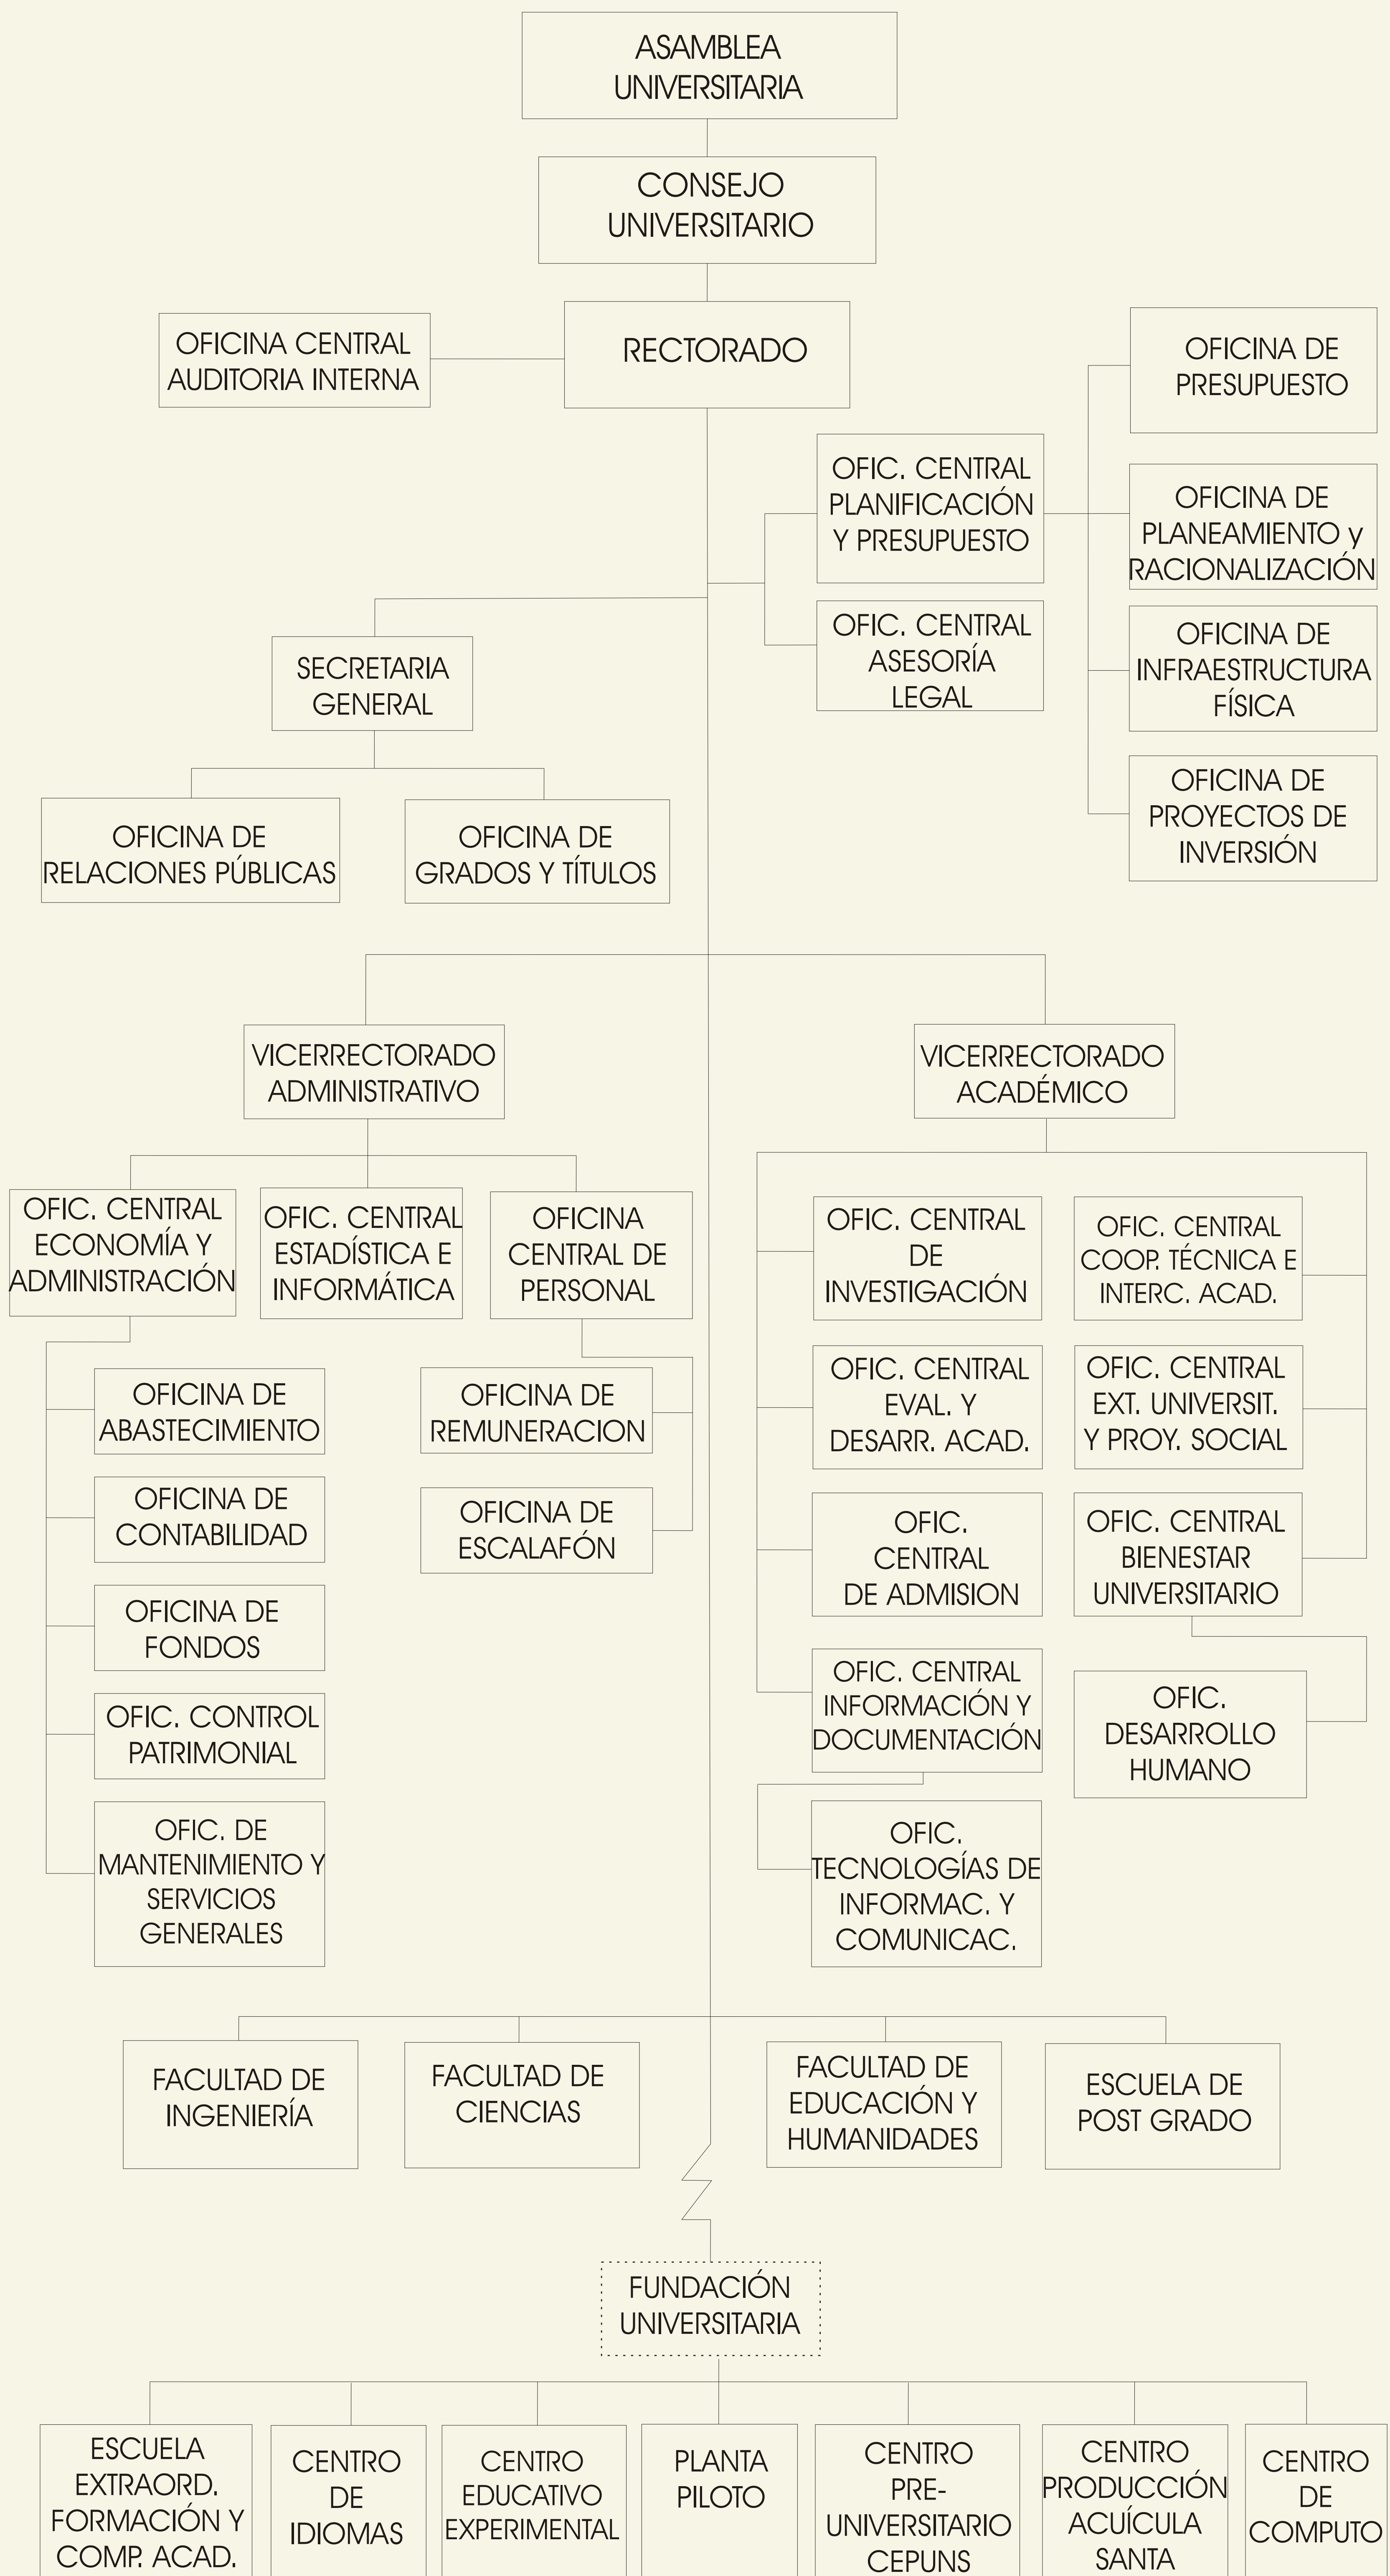 ASAMBLEA
UNIVERSITARIA
CONSEJO
UNIVERSITARIO
RECTORADO
OFICINA CENTRAL
AUDITORIA INTERNA
OFICINA DE
PRESUPUESTO
OFIC. CENTRAL
PLANIFICACIÓN
Y PRESUPUESTO
OFICINA DE
PLANEAMIENTO y
RACIONALIZACIÓN
OFIC. CENTRAL
ASESORÍA
LEGAL
OFICINA DE
INFRAESTRUCTURA
FÍSICA
OFICINA DE
PROYECTOS DE
INVERSIÓN
SECRETARIA
GENERAL
OFICINA DE
RELACIONES PÚBLICAS
OFICINA DE
GRADOS Y TÍTULOS
VICERRECTORADO
ADMINISTRATIVO
VICERRECTORADO
ACADÉMICO
OFIC. CENTRAL
ECONOMÍA Y
ADMINISTRACIÓN
OFIC. CENTRAL
ESTADÍSTICA E
INFORMÁTICA
OFICINA
CENTRAL DE
PERSONAL
OFICINA DE
ABASTECIMIENTO
OFICINA DE
CONTABILIDAD
OFICINA DE
FONDOS
OFIC. CONTROL
PATRIMONIAL
OFIC. DE
MANTENIMIENTO Y
SERVICIOS
GENERALES
OFICINA DE
REMUNERACION
OFICINA DE
ESCALAFÓN
OFIC. CENTRAL
DE
INVESTIGACIÓN
OFIC. CENTRAL
EVAL. Y
DESARR. ACAD.
OFIC.
CENTRAL
DE ADMISION
OFIC. CENTRAL
INFORMACIÓN Y
DOCUMENTACIÓN
OFIC.
TECNOLOGÍAS DE
INFORMAC. Y
COMUNICAC.
OFIC. CENTRAL
COOP. TÉCNICA E
INTERC. ACAD.
OFIC. CENTRAL
EXT. UNIVERSIT.
Y PROY. SOCIAL
OFIC. CENTRAL
BIENESTAR
UNIVERSITARIO
OFIC.
DESARROLLO
HUMANO
FACULTAD DE
INGENIERÍA
FACULTAD DE
CIENCIAS
FACULTAD DE
EDUCACIÓN Y
HUMANIDADES
ESCUELA DE
POST GRADO
FUNDACIÓN
UNIVERSITARIA
ESCUELA
EXTRAORD.
FORMACIÓN Y
COMP. ACAD.
CENTRO
DE
IDIOMAS
CENTRO
EDUCATIVO
EXPERIMENTAL
PLANTA
PILOTO
CENTRO
PRE-
UNIVERSITARIO
CEPUNS
CENTRO
PRODUCCIÓN
ACUÍCULA
SANTA
CENTRO
DE
COMPUTO